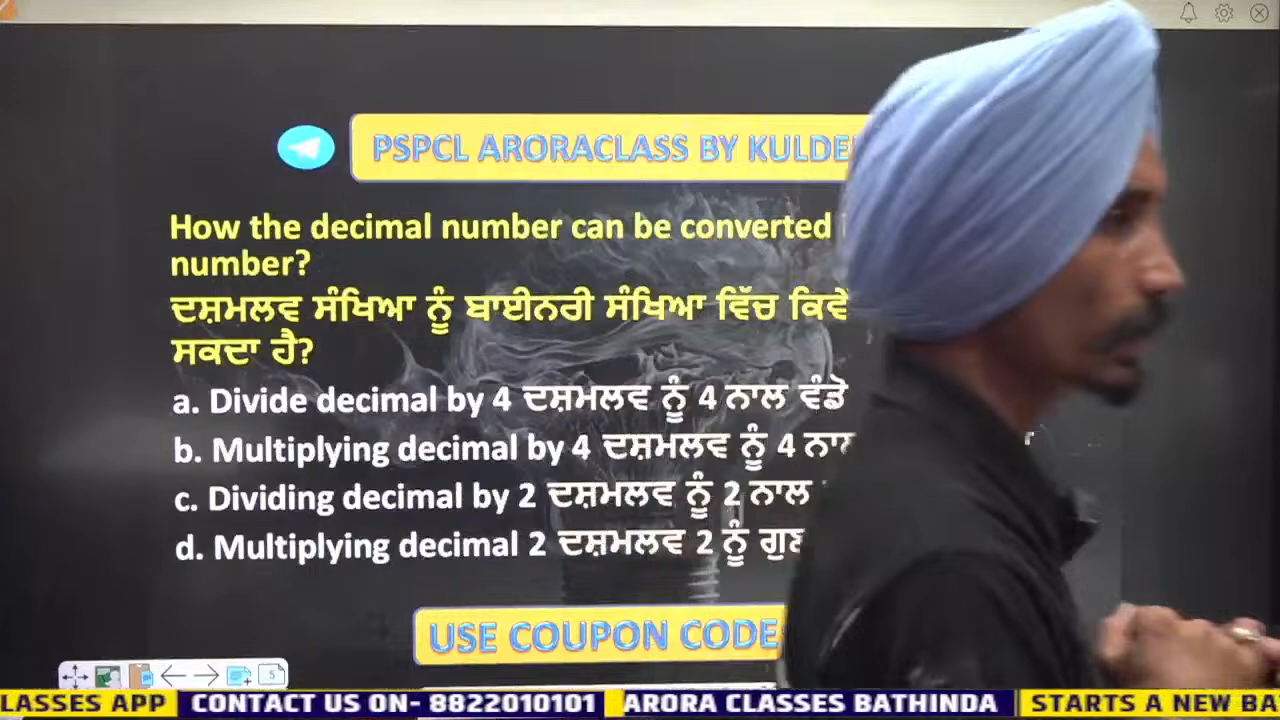 PSPCL ARORACLASS BY
How the decimal number can be converted
number?
ਦਸ਼ਮਲਵ ਸੰਖਿਆ ਨੂੰ ਬਾਈਨਰੀ ਸੰਖਿਆ ਵਿੱਚ
ਸਕਦਾ ਹੈ?
a. Divide decimal by 4 ਦਸ਼ਮਲਵ ਨੂੰ 4 ਨਾਲ ਵੰਡੋ
b. Multiplying decimal by 4 ਦਸ਼ਮਲਵ ਨੂੰ 4
c. Dividing decimal by 2 ਦਸ਼ਮਲਵ ਨੂੰ 2 ਨਾਲ
d. Multiplying decimal 2 ਦਸ਼ਮਲਵ 2 ਨੂੰ
USE COUPON CODE
5
LASSES APP CONTACT US ON- 8822010101 ARORA CLASSES BATHINDA STARTS A NEW BA